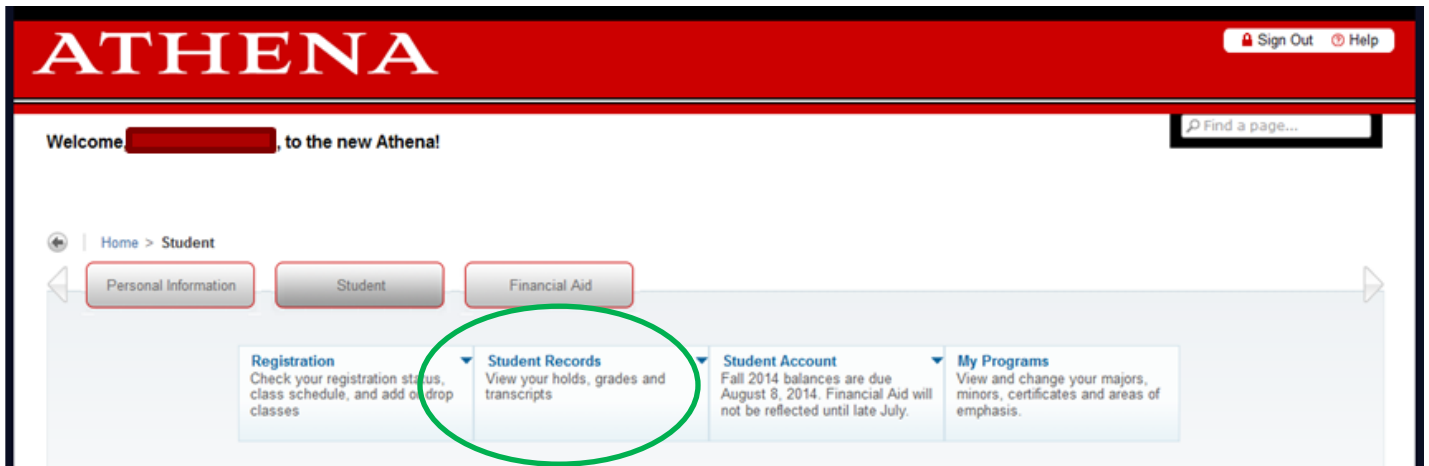 ATHENA
Sign Out Help
Find a page...
Welcome, , to the new Athena!
Home > Student
Personal Information Student Financial Aid
Registration
Check your registration status,
class schedule, and add or drop
classes
Student Records
View your holds, grades and
transcripts
Student Account
Fall 2014 balances are due
August 8, 2014. Financial Aid will
not be reflected until late July.
My Programs
View and change your majors,
minors, certificates and areas of
emphasis.